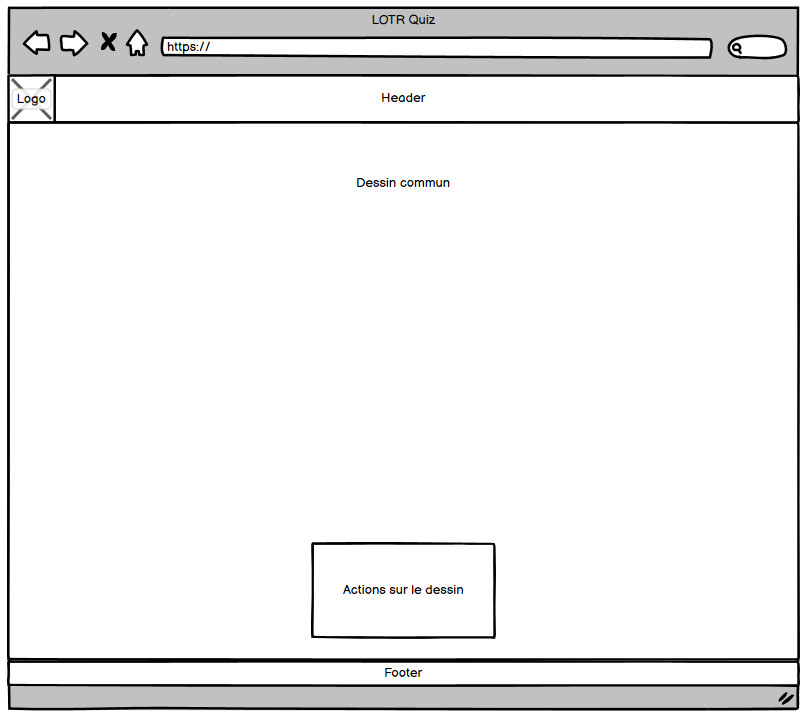 LOTR Quiz
https://
Logo
Header
Dessin commun
Actions sur le dessin
Footer